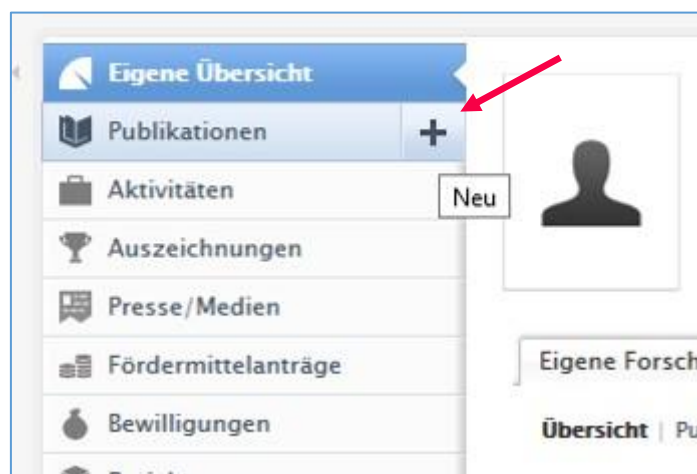 Eigene Übersicht
Publikationen
Neu
Aktivitäten
Auszeichnungen
Presse/Medien
Fördermittelanträge
Bewilligungen
Eigene Forsch
Übersicht | Pu